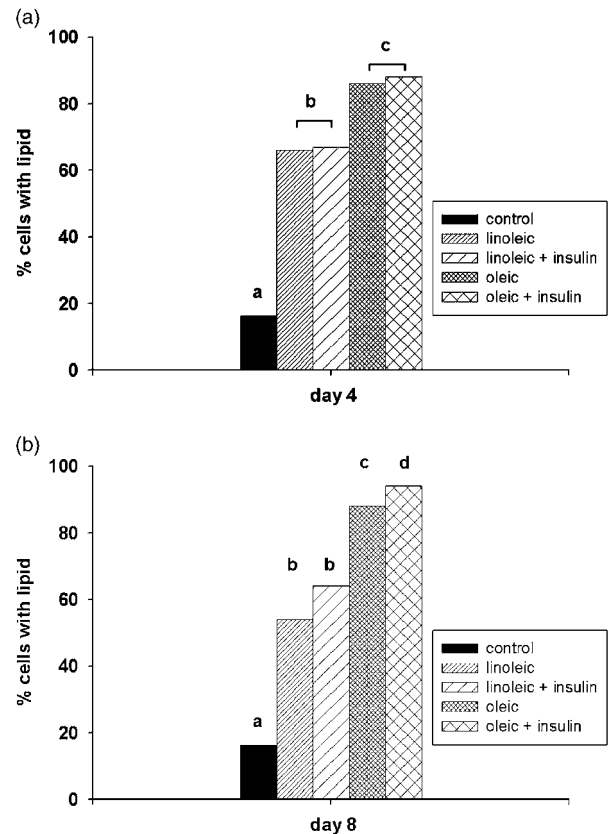 (a)
100
80
60
40
20
0
% cells with lipid
a
b
c
control
linoleic
linoleic + insulin
oleic
oleic + insulin
day 4
(b)
100
80
60
40
20
0
% cells with lipid
a
b
b
c
d
control
linoleic
linoleic + insulin
oleic
oleic + insulin
day 8